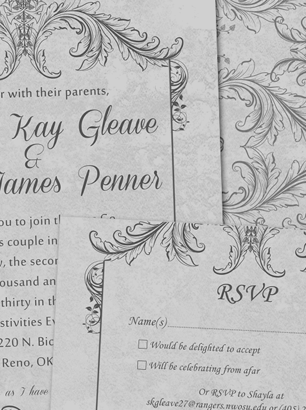 r with their parents,
Kay Gleave
&
James Penner
ou to join t
s couple in
y, the secon
ousand an
thirty in th
stivities Ev
220 N. Bic
Reno, OK
as I have
RSVP
Name(s)
Would be delighted to accept
Will be celebrating from afar
Or RSVP to Shayla at
skgleave27@rangers.nwosu.edu or (405)